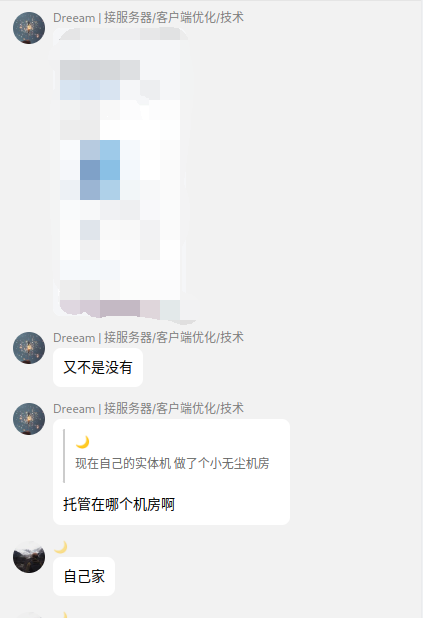 Dreeam | 接服务器/客户端优化/技术
Dreeam | 接服务器/客户端优化/技术
又不是没有
Dreeam | 接服务器/客户端优化/技术
🌙
现在自己的实体机 做了个小无尘机房
托管在哪个机房啊
🌙
自己家